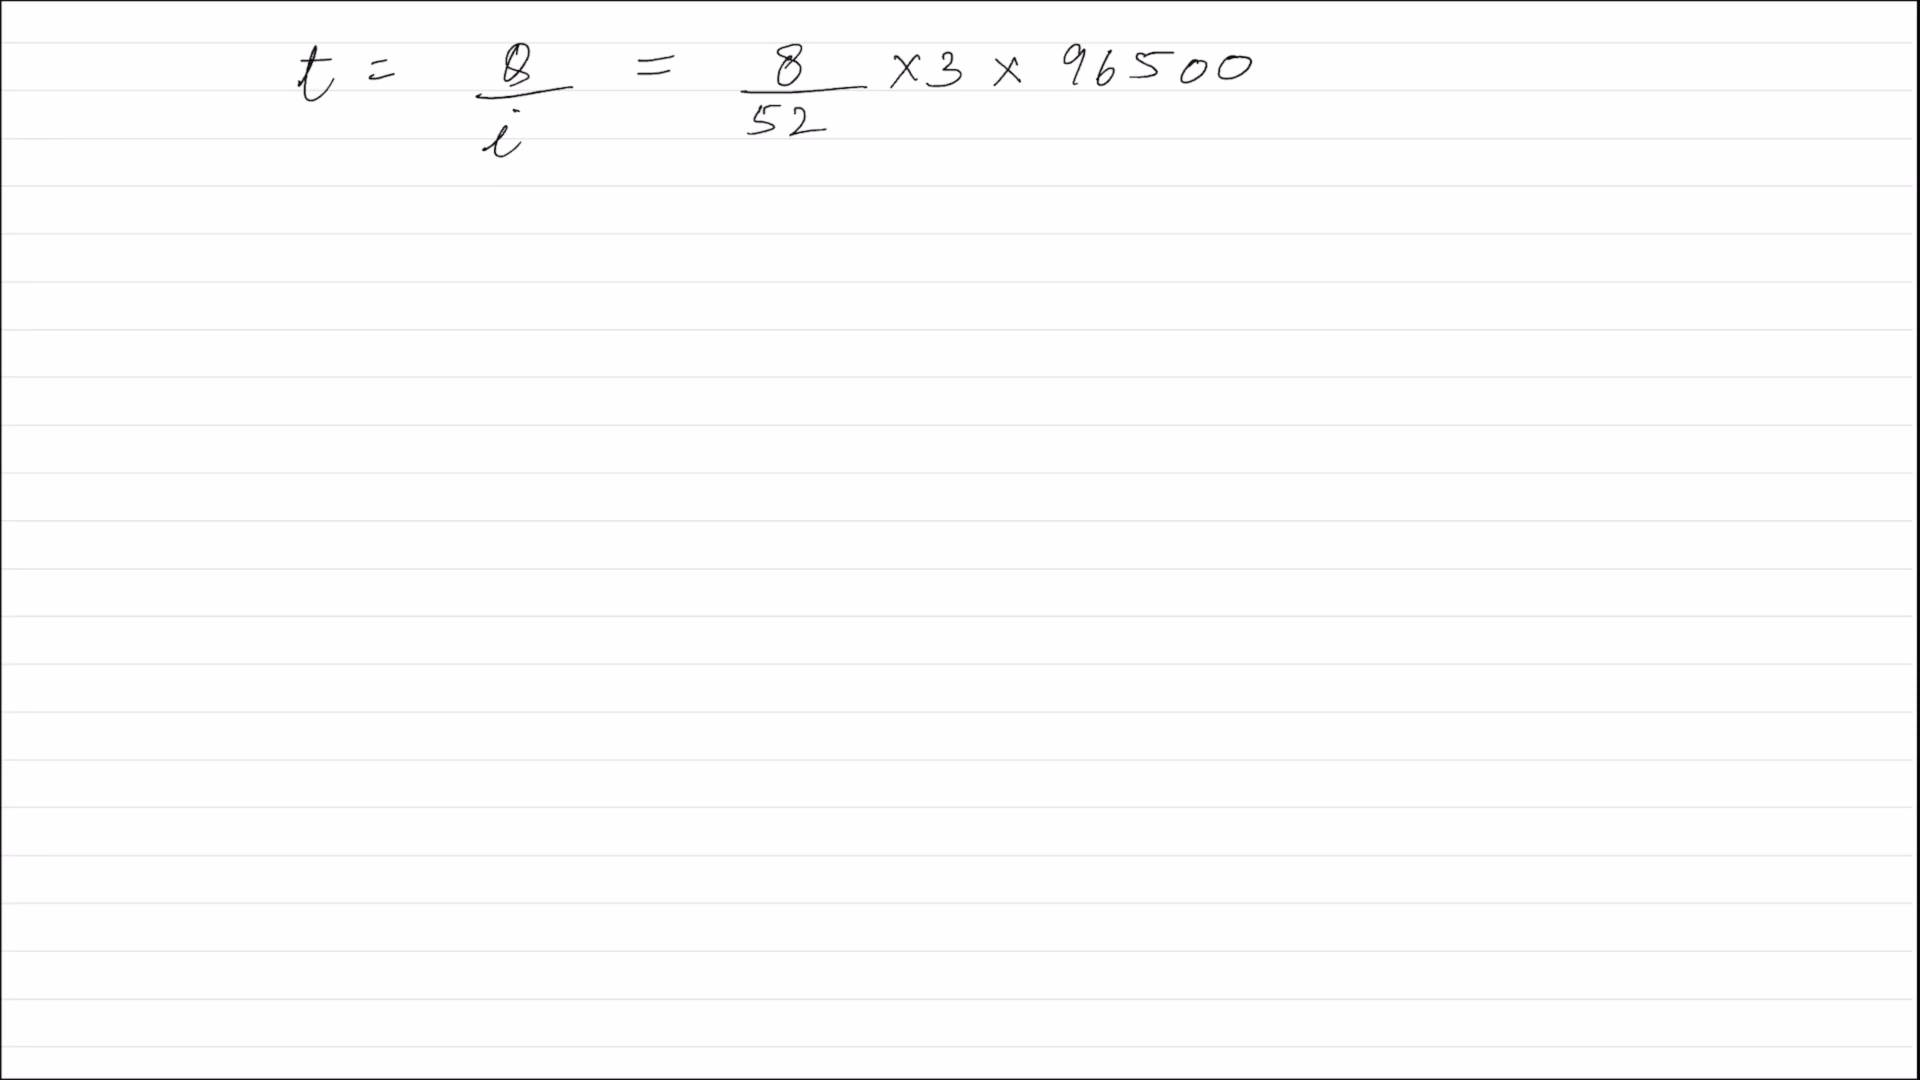 t = Q/i = 8/52 × 3 × 96500